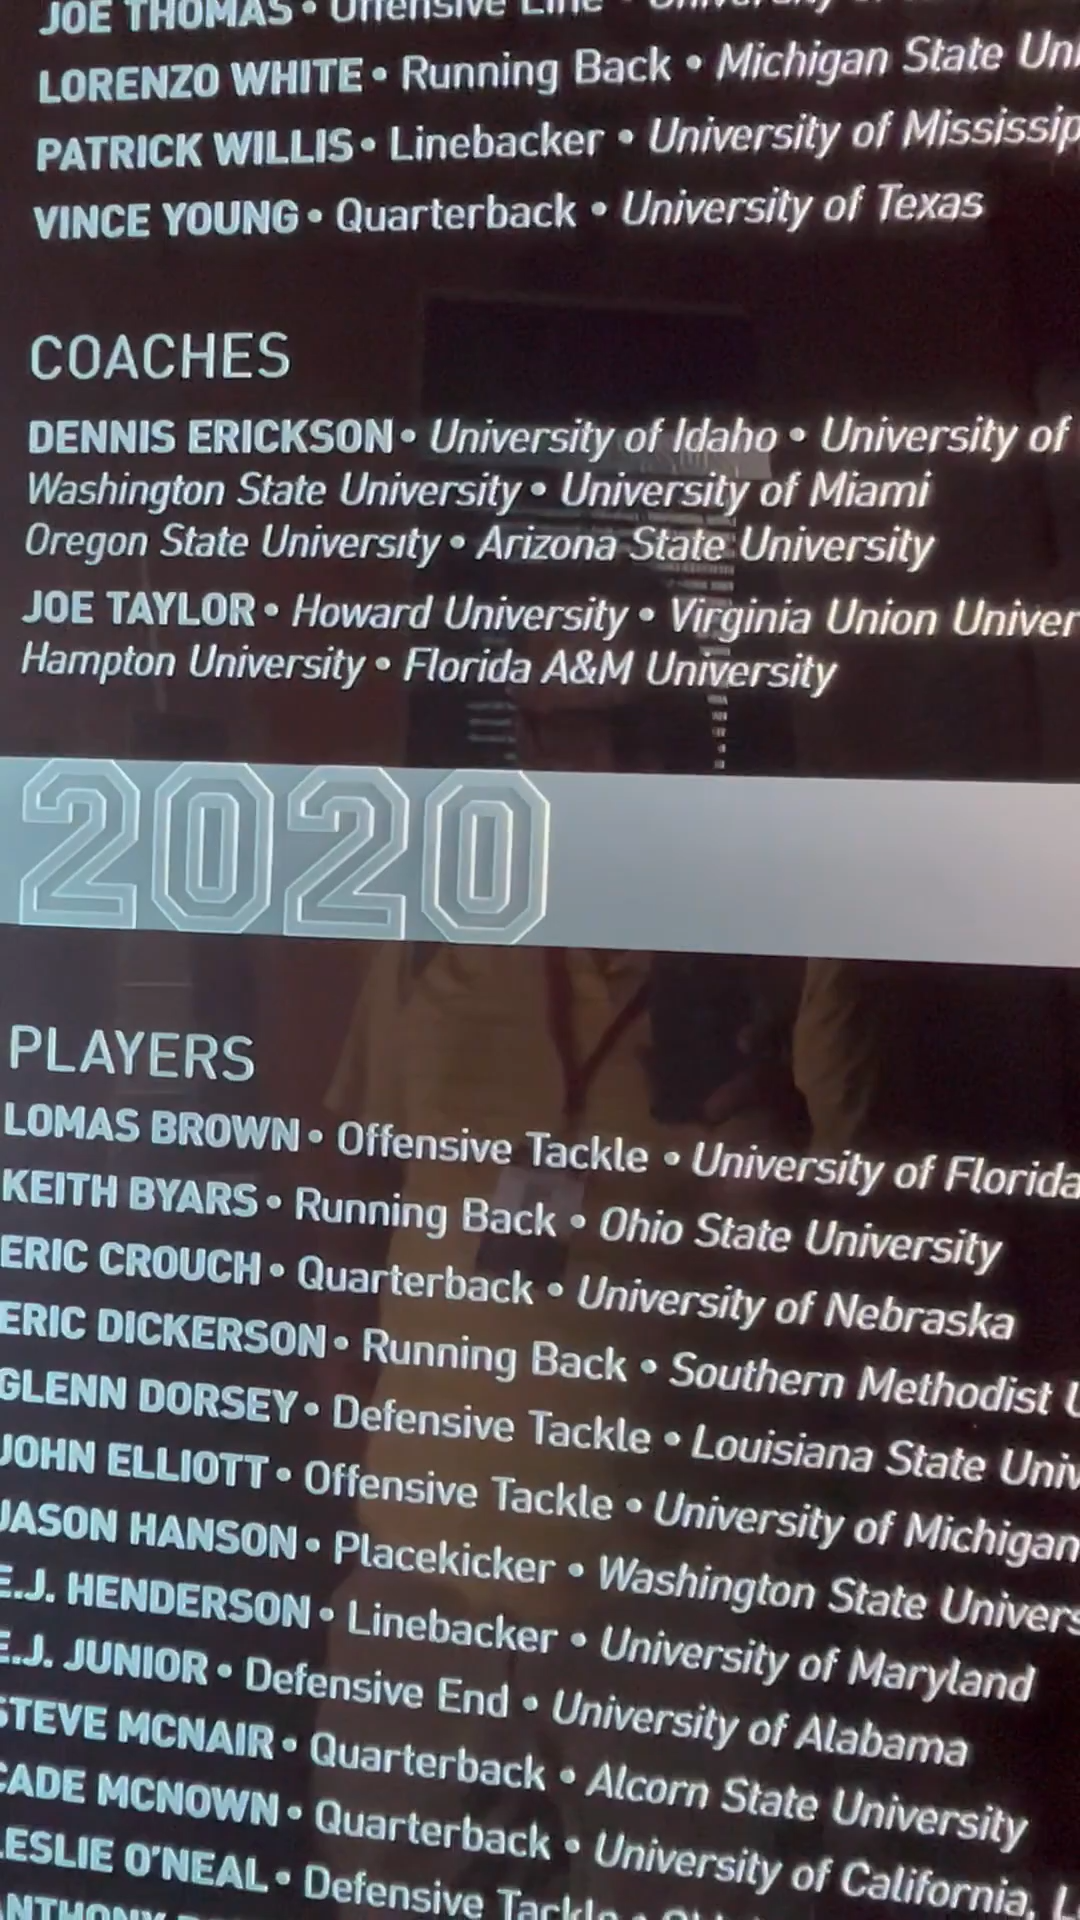 JOE THOMAS • Offensive Line •
LORENZO WHITE • Running Back • Michigan State
PATRICK WILLIS • Linebacker • University of
VINCE YOUNG • Quarterback • University of Texas
COACHES
DENNIS ERICKSON • University of Idaho • University of
Washington State University • University of Miami
Oregon State University • Arizona State University
JOE TAYLOR • Howard University • Virginia Union
Hampton University • Florida A&M University
2020
PLAYERS
LOMAS BROWN • Offensive Tackle • University of Florida
KEITH BYARS • Running Back • Ohio State University
ERIC CROUCH • Quarterback • University of Nebraska
ERIC DICKERSON • Running Back • Southern Methodist
GLENN DORSEY • Defensive Tackle • Louisiana State
JOHN ELLIOTT • Offensive Tackle • University of Michigan
JASON HANSON • Placekicker • Washington State
E.J. HENDERSON • Linebacker • University of Maryland
E.J. JUNIOR • Defensive End • University of Alabama
STEVE MCNAIR • Quarterback • Alcorn State University
CADE MCNOWN • Quarterback • University of California,
LESLIE O'NEAL • Defensive Tackle •